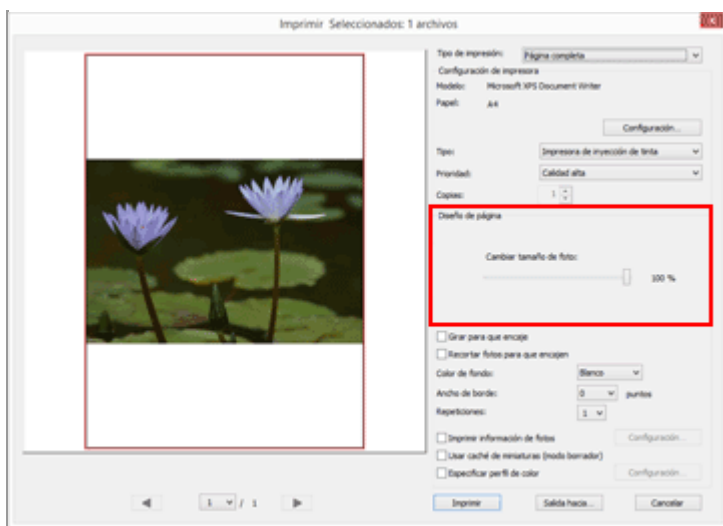 Imprimir Seleccionados: 1 archivos
Tipo de impresión: Página completa
Configuración de impresora
Modelo: Microsoft XPS Document Writer
Papel: A4
Configuración...
Tipo: Impresora de inyección de tinta
Prioridad: Calidad alta
Copies: 1
Diseño de página
Cambiar tamaño de foto:
100 %
Girar para que encaje
Recortar fotos para que encajen
Color de fondo: Blanco
Ancho de borde: 0 puntos
Repeticiones: 1
Imprimir información de fotos Configuración...
Usar caché de miniaturas (modo borrador)
Especificar perfil de color Configuración...
1 / 1
Imprimir Salida hacia... Cancelar